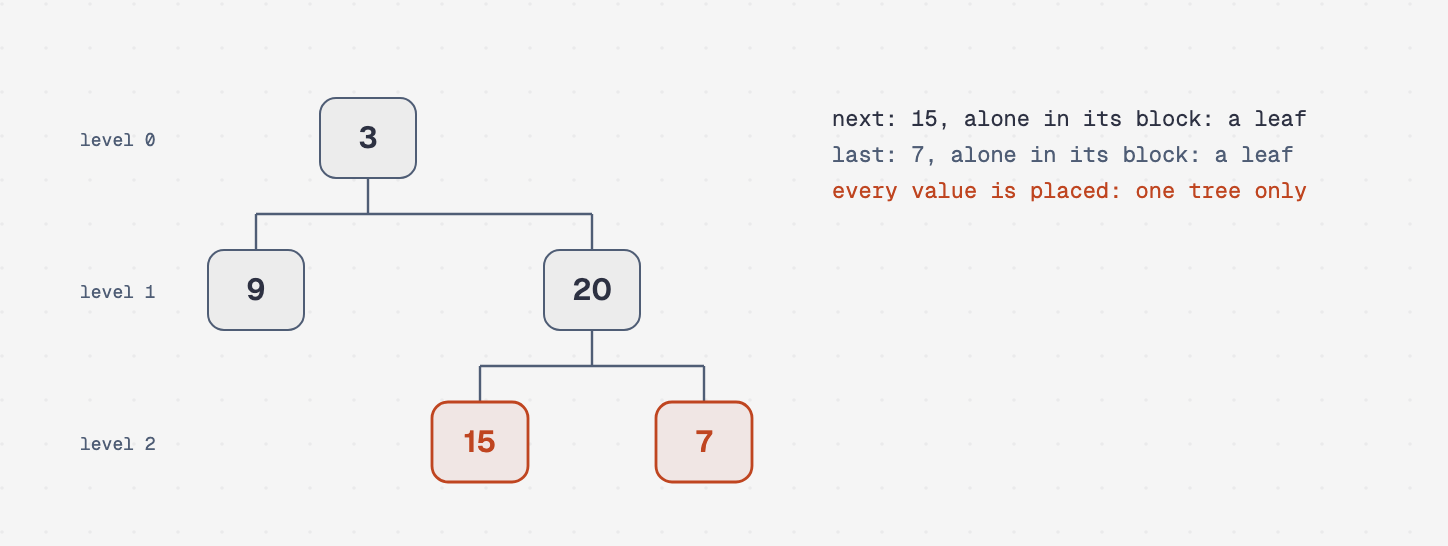 level 0
3
next: 15, alone in its block: a leaf
last: 7, alone in its block: a leaf
every value is placed: one tree only
level 1
9
20
level 2
15
7